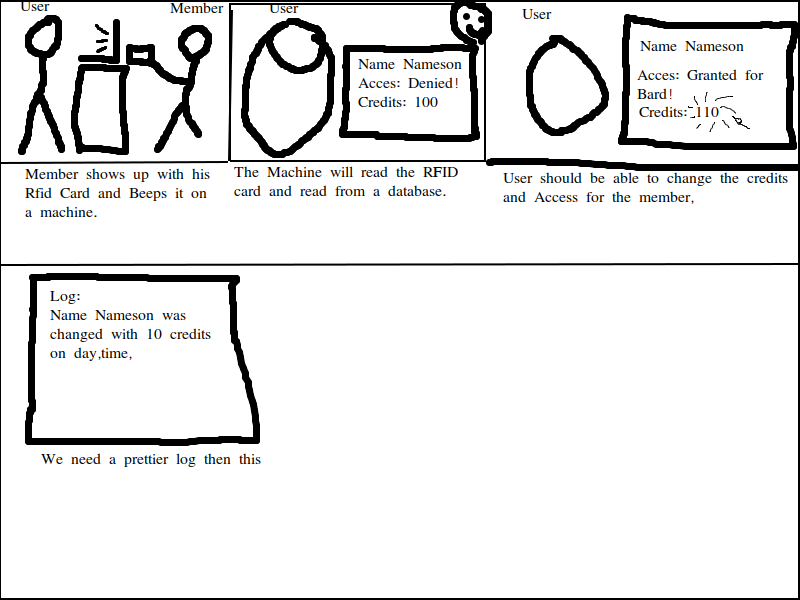 User
Member
Member shows up with his
Rfid Card and Beeps it on
a machine.
User
Name Nameson
Acces: Denied!
Credits: 100
The Machine will read the RFID
card and read from a database.
User
Name Nameson
Acces: Granted for
Bard!
Credits: 110
User should be able to change the credits
and Access for the member,
Log:
Name Nameson was
changed with 10 credits
on day,time,
We need a prettier log then this